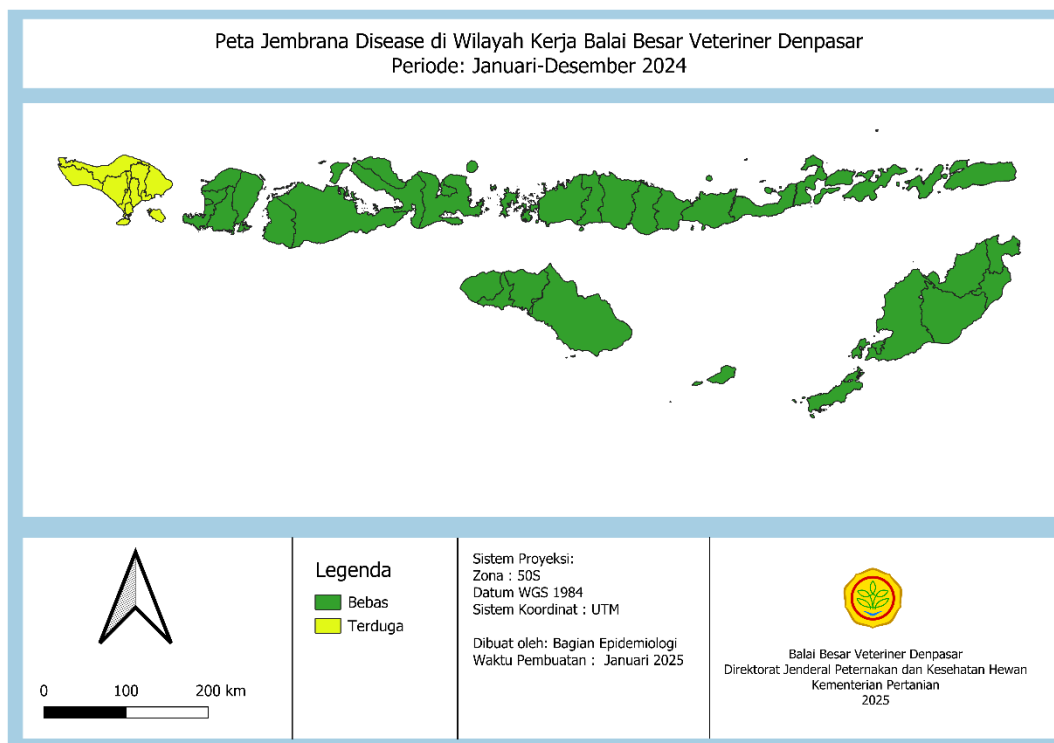 Peta Jembrana Disease di Wilayah Kerja Balai Besar Veteriner Denpasar
Periode: Januari-Desember 2024
0 100 200 km
Legenda
Bebas
Terduga
Sistem Proyeksi:
Zona : 50S
Datum WGS 1984
Sistem Koordinat : UTM
Dibuat oleh: Bagian Epidemiologi
Waktu Pembuatan : Januari 2025
Balai Besar Veteriner Denpasar
Direktorat Jenderal Peternakan dan Kesehatan Hewan
Kementerian Pertanian
2025